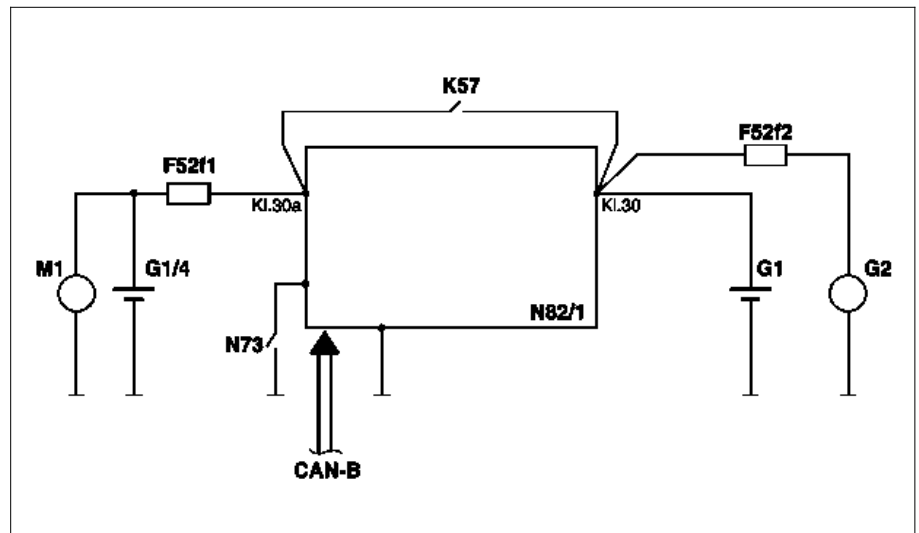 K57
F52f2
F52f1
Kl.30a
Kl.30
M1
G1/4
G1
G2
N82/1
N73
CAN-B